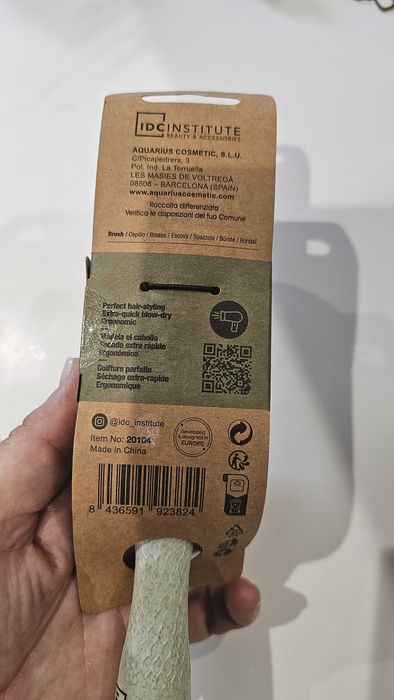 IDCINSTITUTE
BEAUTY & ACCESSORIES
AQUARIUS COSMETIC, S.L.U.
C/Picapedrers, 3
Pol. Ind. La Torruella
LES MASIES DE VOLTREGÀ
08508 – BARCELONA (SPAIN)
www.aquariuscosmetic.com
Raccolta differenziata
Verifica le disposizioni del tuo Comune
Brush / Cepillo / Brosse / Escova / Spazzola / Bürste / Borstel
Perfect hair-styling
Extra-quick blow-dry
Ergonomic
Modela el cabello
Secado extra rápido
Ergonómico
Coiffure parfaite
Séchage extra-rapide
Ergonomique
@idc_institute
Item No: 20104
Made in China
developed
& designed in
EUROPE
8 436591 923824